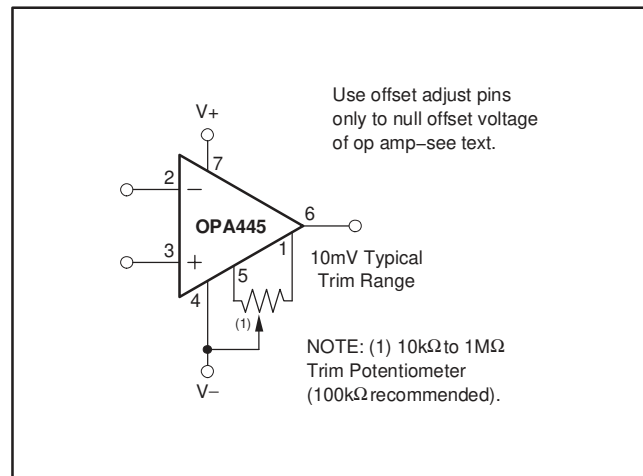 Use offset adjust pins
only to null offset voltage
of op amp–see text.
V+
7
2
−
OPA445
6
3
+
1
5
4
10mV Typical
Trim Range
(1)
V−
NOTE: (1) 10kΩ to 1MΩ
Trim Potentiometer
(100kΩ recommended).